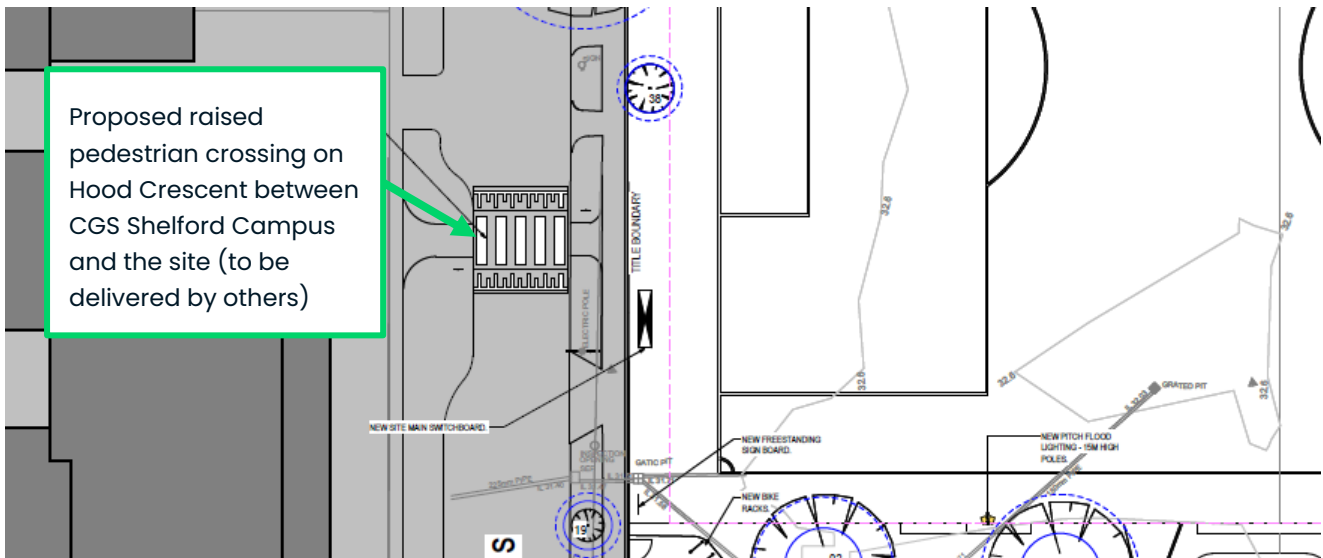 Proposed raised
pedestrian crossing on
Hood Crescent between
CGS Shelford Campus
and the site (to be
delivered by others)
SIGN
38
TITLE BOUNDARY
ELECTRIC POLE
32.6
32.6
32.6
32.6
32.6
GRATED PIT
NEW SITE MAIN SWITCHBOARD.
NEW FREESTANDING
SIGN BOARD.
NEW PITCH FLOOD
LIGHTING - 15M HIGH
POLES.
INSPECTION
OPENING
GATIC PIT
NEW BIKE
RACKS.
19
S